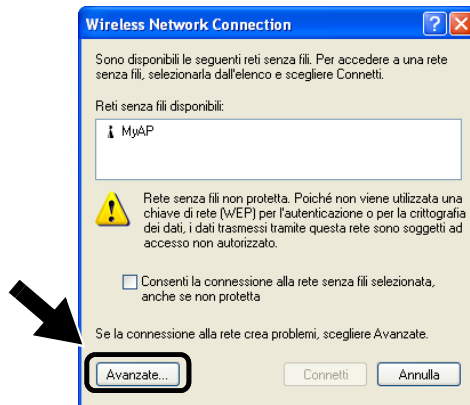 Wireless Network Connection
Sono disponibili le seguenti reti senza fili. Per accedere a una rete
senza fili, selezionarla dall'elenco e scegliere Connetti.
Reti senza fili disponibili:
MyAP
Rete senza fili non protetta. Poiché non viene utilizzata una
chiave di rete (WEP) per l'autenticazione o per la crittografia
dei dati, i dati trasmessi tramite questa rete sono soggetti ad
accesso non autorizzato.
Consenti la connessione alla rete senza fili selezionata,
anche se non protetta
Se la connessione alla rete crea problemi, scegliere Avanzate.
Avanzate... Connetti Annulla